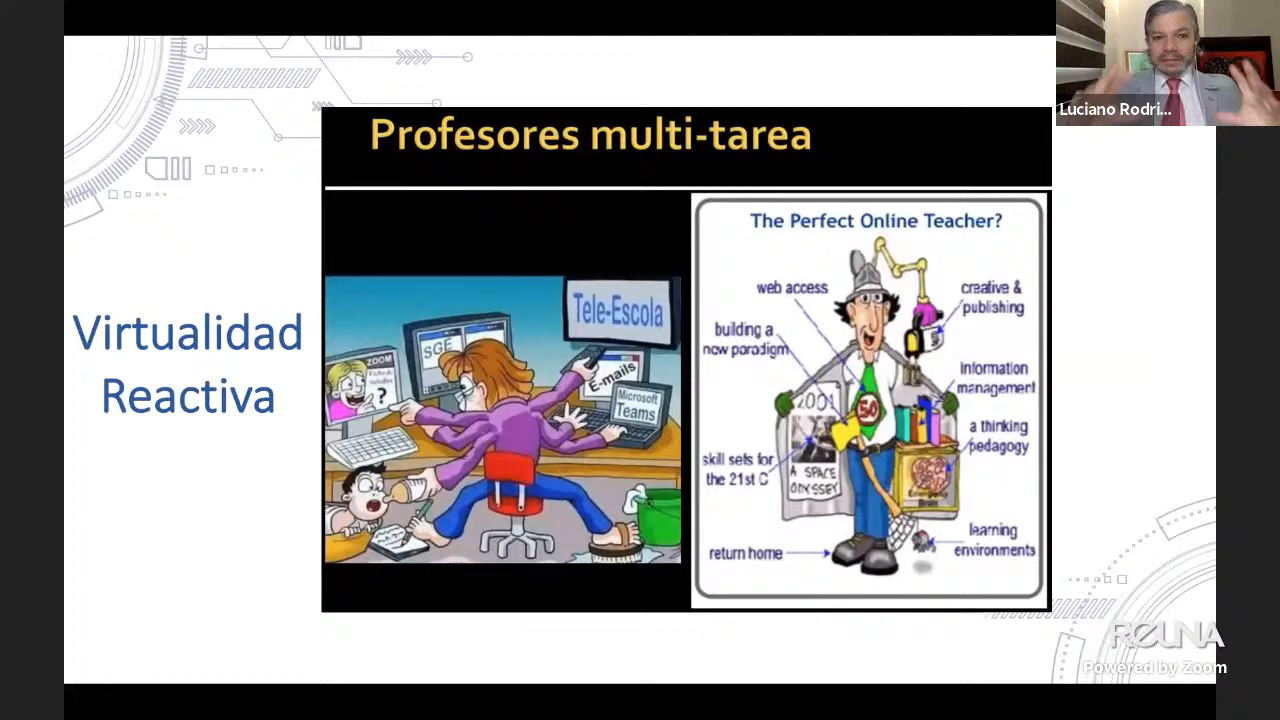 Luciano Rodri...
Virtualidad
Reactiva
Profesores multi-tarea
Tele-Escola
SGE
ZOOM
?
E-mails
Microsoft
Teams
The Perfect Online Teacher?
web access
creative &
publishing
building a
new paradigm
information
management
2001
50
a thinking
pedagogy
skill sets for
the 21st C
A SPACE
ODYSSEY
learning
environments
return home
REUNA
Powered by Zoom